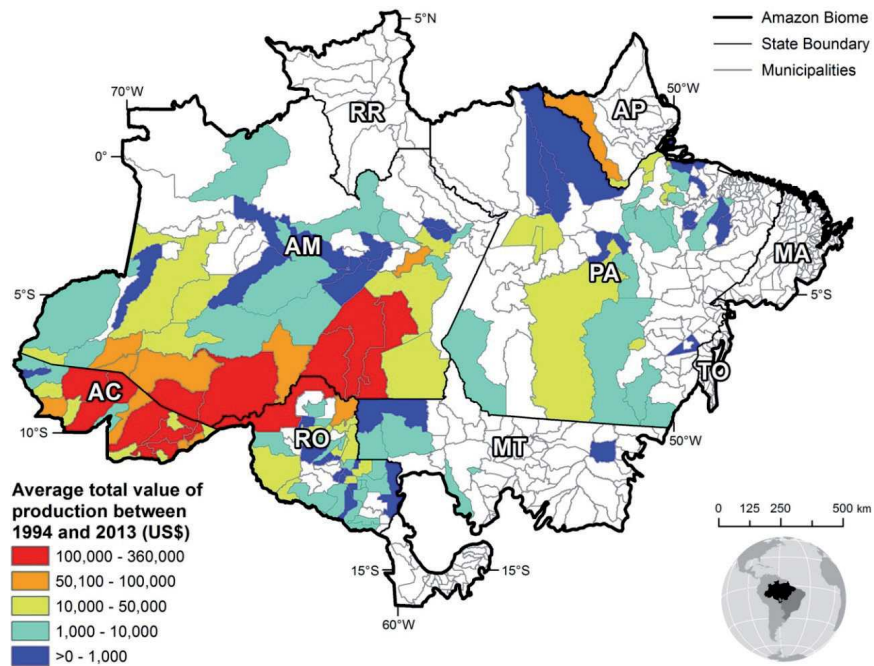 5°N
Amazon Biome
State Boundary
Municipalities
70°W
50°W
RR
AP
0°
AM
PA
MA
5°S
5°S
TO
AC
10°S
RO
MT
50°W
Average total value of
production between
1994 and 2013 (US$)
100,000 - 360,000
50,100 - 100,000
10,000 - 50,000
1,000 - 10,000
>0 - 1,000
0 125 250 500 km
15°S
15°S
60°W